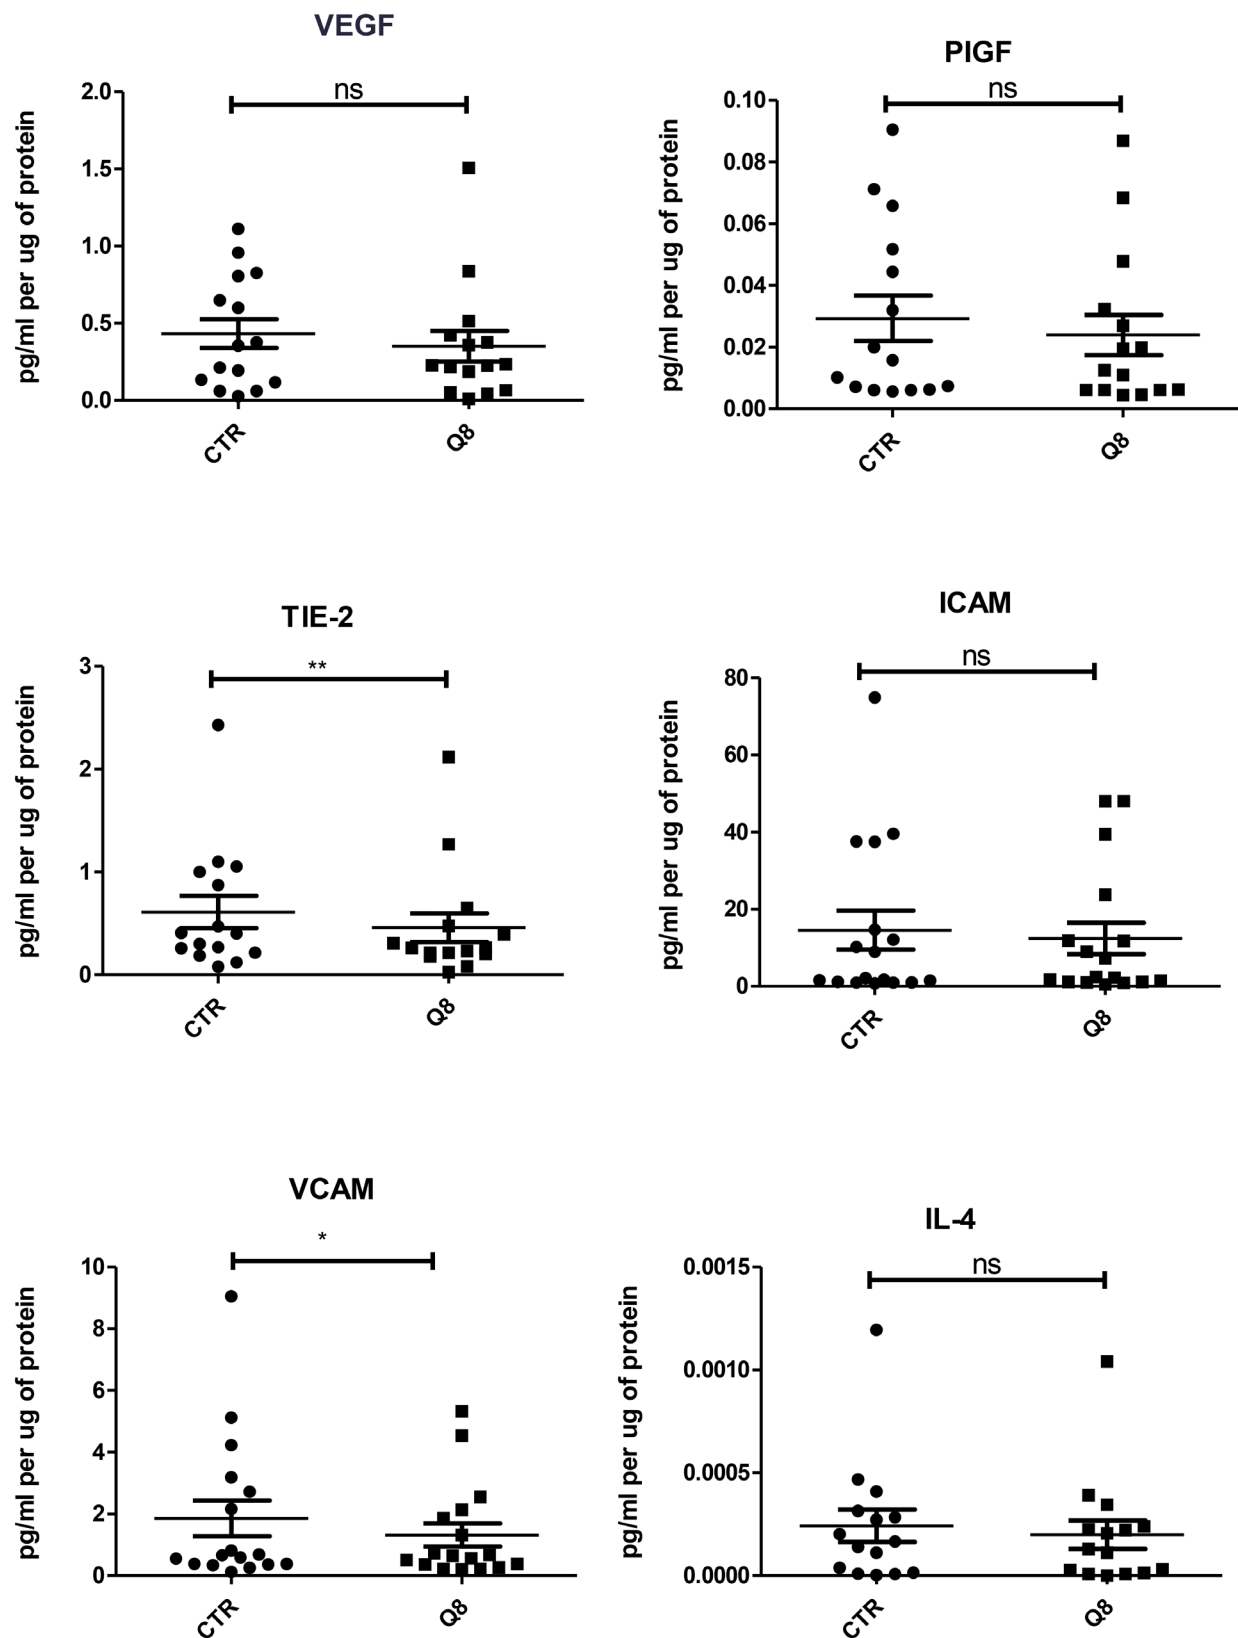 VEGF
ns
pg/ml per ug of protein
2.0
1.5
1.0
0.5
0.0
CTR
Q8
PIGF
ns
pg/ml per ug of protein
0.10
0.08
0.06
0.04
0.02
0.00
CTR
Q8
TIE-2
**
pg/ml per ug of protein
3
2
1
0
CTR
Q8
ICAM
ns
pg/ml per ug of protein
80
60
40
20
0
CTR
Q8
VCAM
*
pg/ml per ug of protein
10
8
6
4
2
0
CTR
Q8
IL-4
ns
pg/ml per ug of protein
0.0015
0.0010
0.0005
0.0000
CTR
Q8